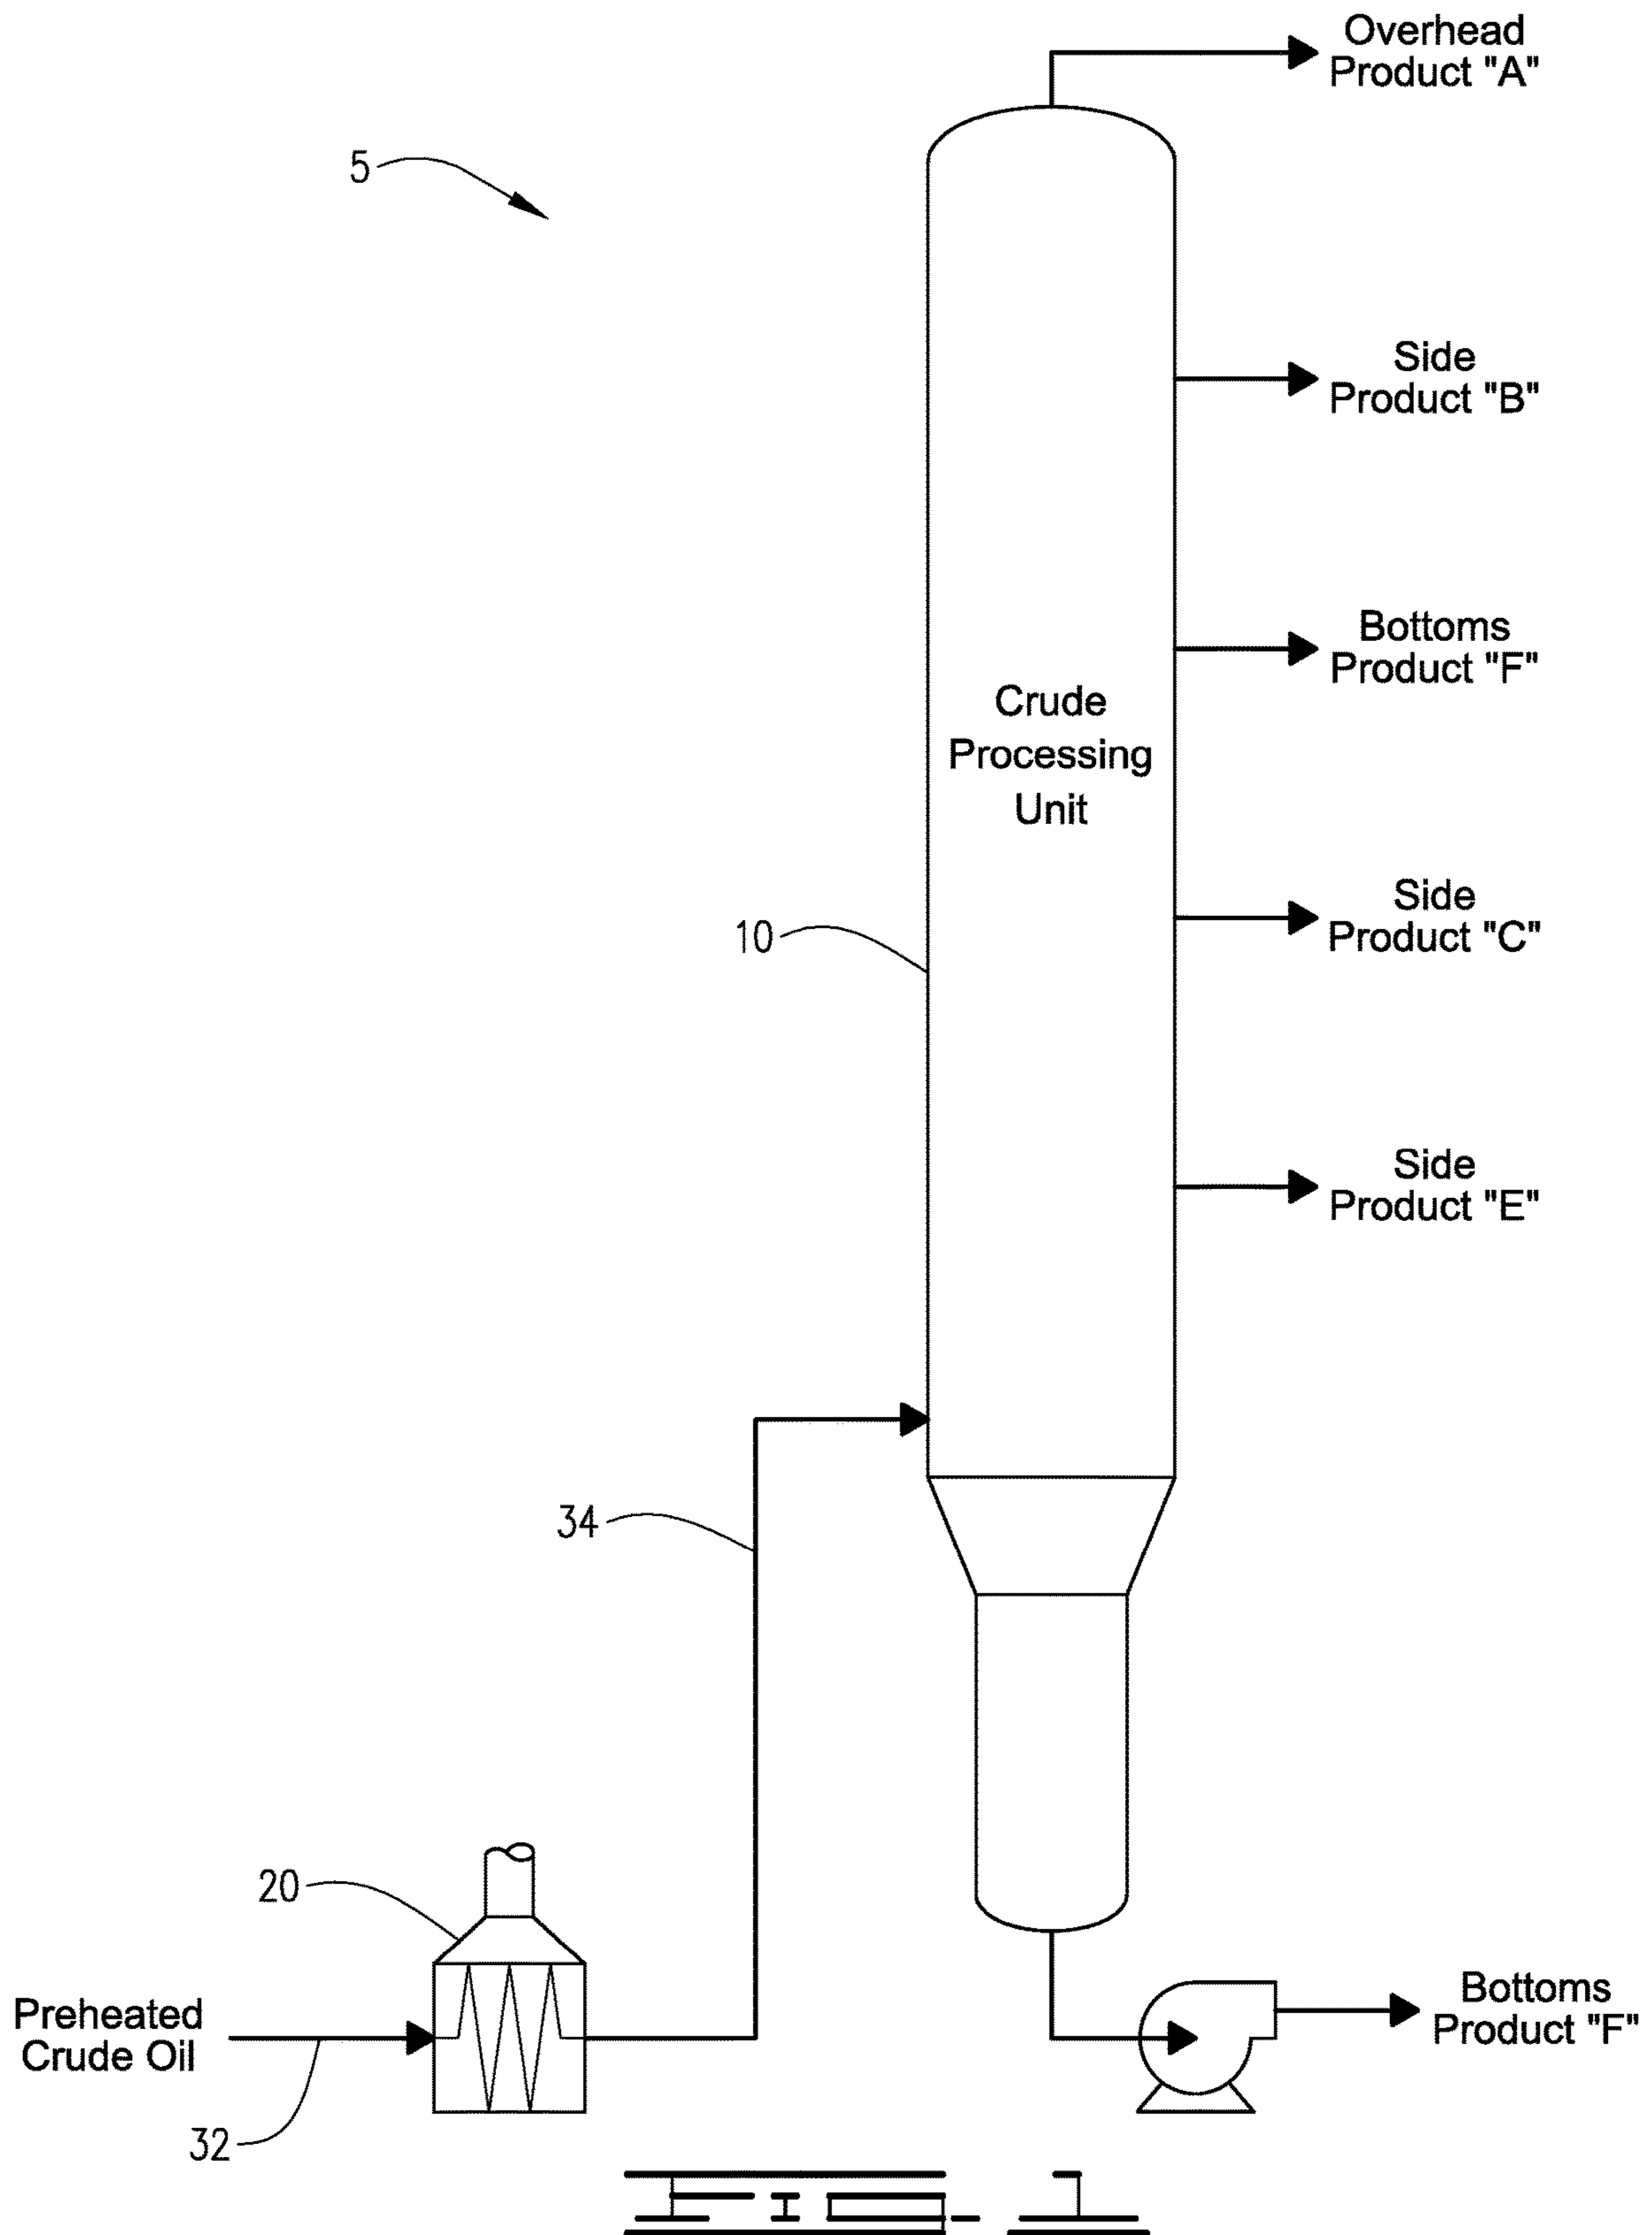 Overhead
Product "A"
5
Side
Product "B"
Bottoms
Product "F"
Crude
Processing
Unit
10
Side
Product "C"
Side
Product "E"
34
20
Preheated
Crude Oil
32
Bottoms
Product "F"